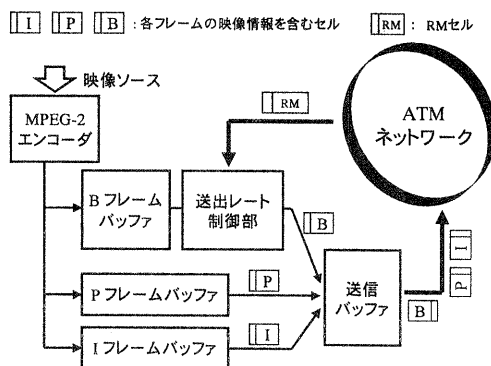 I P B :各フレームの映像情報を含むセル RM : RMセル
映像ソース
MPEG-2
エンコーダ
RM
ATM
ネットワーク
B フレーム
バッファ
送出レート
制御部
B
P フレームバッファ
P
I フレームバッファ
I
送信
バッファ
B
P
I